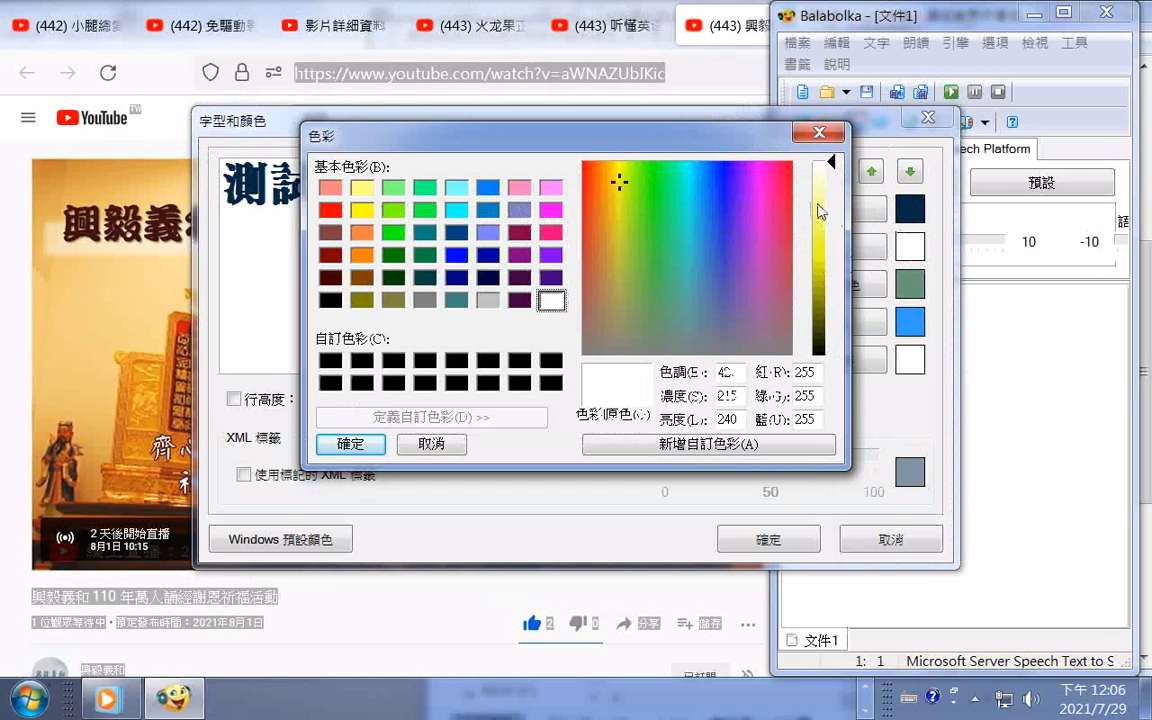 (442) 小腿總
(442) 免驅動
影片詳細資料
(443) 火龙果正
(443) 听懂英
(443) 興毅
https://www.youtube.com/watch?v=aWNAZUbIKic
YouTube TW
興毅義
齊心
2 天後開始直播
8月1日 10:15
興毅義和 110 年萬人誦經謝恩祈福活動
1 位觀眾等待中・預定發布時間：2021年8月1日
2
0
分享
儲存
興毅義和
已訂閱
Balabolka - [文件1]
檔案 編輯 文字 朗讀 引擎 選項 檢視 工具
書籤 說明
ech Platform
預設
語
10 -10
文件1
1: 1 Microsoft Server Speech Text to S
字型和顏色
測試
行高度：
XML 標籤
使用標記的 XML 標籤
色
0 50 100
Windows 預設顏色
確定
取消
色彩
基本色彩(B):
自訂色彩(C):
定義自訂色彩(D) >>
確定
取消
色彩|原色(O)
色調(E): 紅(R): 255
濃度(S): 215 綠(G): 255
亮度(L): 240 藍(U): 255
新增自訂色彩(A)
下午 12:06
2021/7/29